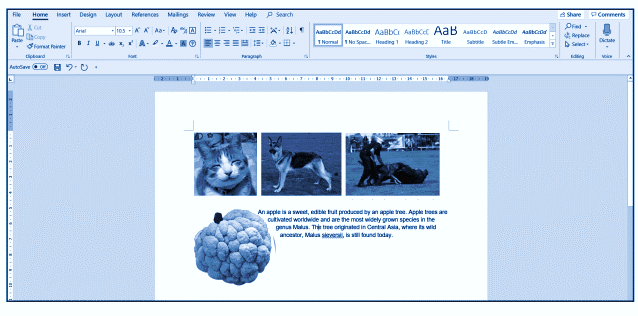 File Home Insert Design Layout References Mailings Review View Help Search Share Comments
Paste Cut Copy Format Painter
Arial 10.5
AaBbCcDd AaBbCcDd AaBbCc AaBbCc AaB AaBbCcD AaBbCcDd AaBbCcDd
¶ Normal ¶ No Spac... Heading 1 Heading 2 Title Subtitle Subtle Em... Emphasis
Find Replace Select Dictate
Clipboard Font Paragraph Styles Editing Voice
AutoSave Off
An apple is a sweet, edible fruit produced by an apple tree. Apple trees are
cultivated worldwide and are the most widely grown species in the
genus Malus. The tree originated in Central Asia, where its wild
ancestor, Malus sieversii, is still found today.